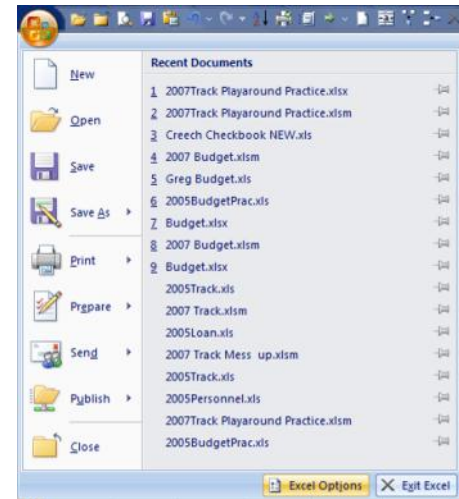 New
Open
Save
Save As
Print
Prepare
Send
Publish
Close
Recent Documents
1 2007Track Playaround Practice.xlsx
2 2007Track Playaround Practice.xlsm
3 Creech Checkbook NEW.xls
4 2007 Budget.xlsm
5 Greg Budget.xls
6 2005BudgetPrac.xls
7 Budget.xlsx
8 2007 Budget.xlsm
9 Budget.xlsx
2005Track.xls
2007 Track.xlsm
2005Loan.xls
2007 Track Mess up.xlsm
2005Track.xls
2005Personnel.xls
2007Track Playaround Practice.xlsm
2005BudgetPrac.xls
Excel Options
Exit Excel